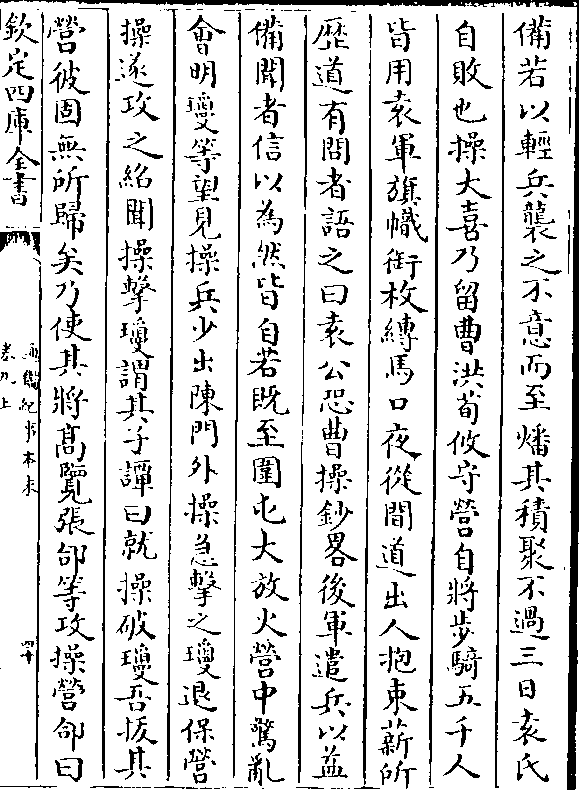 備若以輕兵襲之不意而至燔其積聚不過三日袁氏
自敗也操大喜乃留曹洪荀攸守營自將步騎五千人
皆用袁軍旗幟銜枚縳馬口夜從間道出人抱束薪所
歴道有問者語之曰袁公恐曹操鈔畧後軍遣兵以益
備聞者信以為然皆自若既至圍屯大放火營中驚亂
會明瓊等望見操兵少出陳門外操急擊之瓊退保營
操遂攻之紹聞操擊瓊謂其子譚曰就操破瓊吾拔其
營彼固無所歸矣乃使其將髙覽張郃等攻操營郃曰
欽定四庫全書
通鑑紀事本末
卷九上
四十